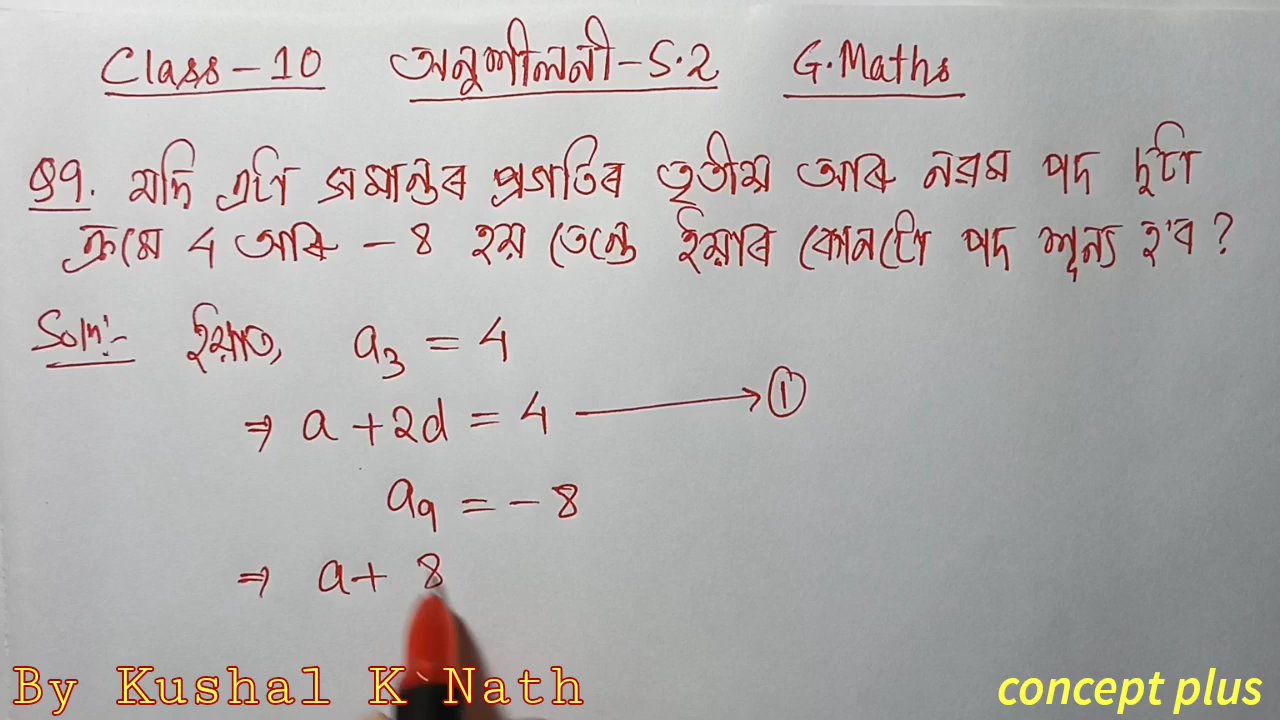 Class - 10 অনুশীলনী - 5.2 G. Maths
Q9. যদি এটা সমান্তৰ প্ৰগতিৰ তৃতীয় আৰু নৱম পদ দুটা
ক্ৰমে 4 আৰু - 8 হয় তেন্তে ইয়াৰ কোনটো পদ শূন্য হ'ব ?
Soln:- ইয়াত, a₃ = 4
⇒ a + 2d = 4 ⟶ ①
a₉ = - 8
⇒ a + 8
By Kushal K Nath
concept plus